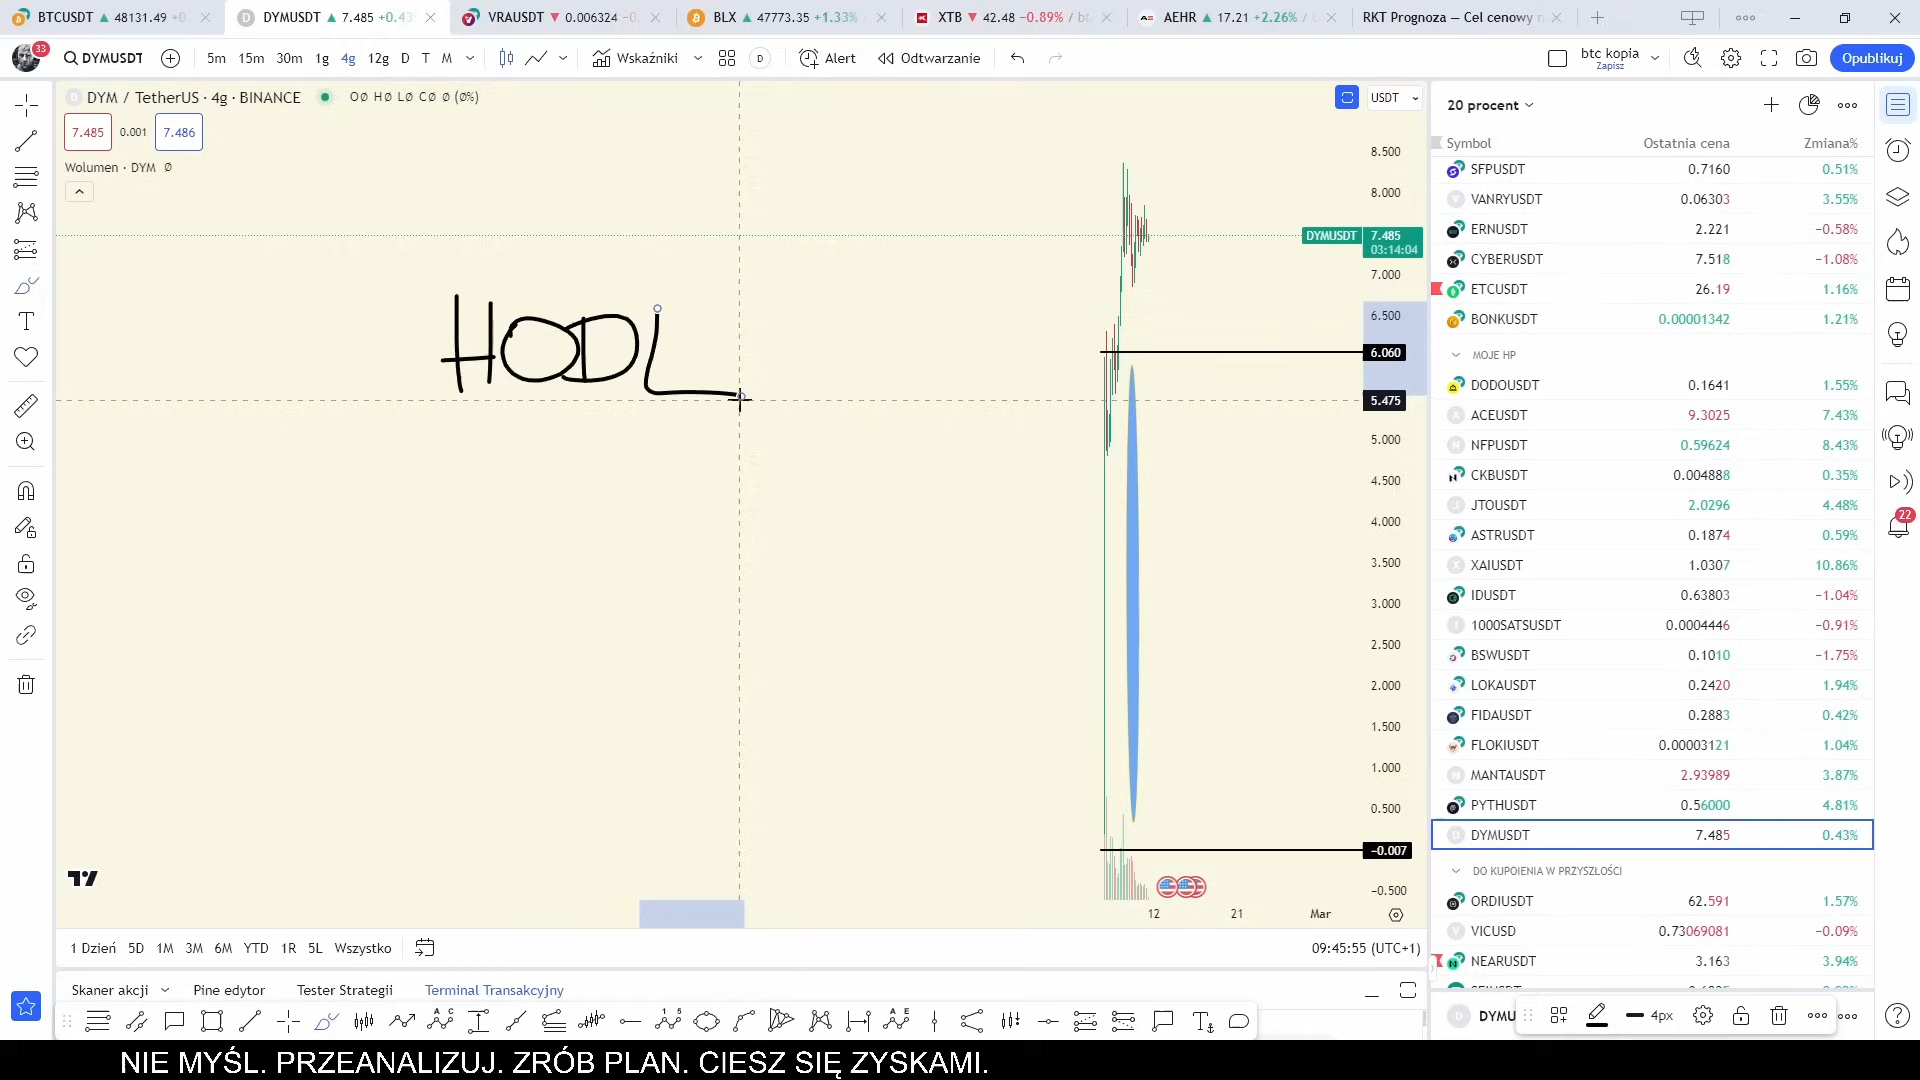 BTCUSDT ▲ 48131.49 +0
DYMUSDT ▲ 7.485 +0.43
VRAUSDT ▼ 0.006324 −0.
BLX ▲ 47773.35 +1.33%
XTB ▼ 42.48 −0.89% / bt
AEHR ▲ 17.21 +2.26% /
RKT Prognoza — Cel cenowy n
33
DYMUSDT
5m 15m 30m 1g 4g 12g D T M
Wskaźniki
D
Alert
Odtwarzanie
btc kopia
Zapisz
Opublikuj
DYM / TetherUS · 4g · BINANCE
O∅ H∅ L∅ C∅ ∅ (∅%)
USDT
7.485 0.001 7.486
Wolumen · DYM ∅
HODL
8.500
8.000
DYMUSDT 7.485
03:14:04
7.000
6.500
6.060
5.475
5.000
4.500
4.000
3.500
3.000
2.500
2.000
1.500
1.000
0.500
−0.007
−0.500
12 21 Mar
1 Dzień 5D 1M 3M 6M YTD 1R 5L Wszystko
09:45:55 (UTC+1)
Skaner akcji Pine edytor Tester Strategii Terminal Transakcyjny
20 procent
Symbol Ostatnia cena Zmiana%
SFPUSDT 0.7160 0.51%
VANRYUSDT 0.06303 3.55%
ERNUSDT 2.221 −0.58%
CYBERUSDT 7.518 −1.08%
ETCUSDT 26.19 1.16%
BONKUSDT 0.00001342 1.21%
MOJE HP
DODOUSDT 0.1641 1.55%
ACEUSDT 9.3025 7.43%
NFPUSDT 0.59624 8.43%
CKBUSDT 0.004888 0.35%
JTOUSDT 2.0296 4.48%
ASTRUSDT 0.1874 0.59%
XAIUSDT 1.0307 10.86%
IDUSDT 0.63803 −1.04%
1000SATSUSDT 0.0004446 −0.91%
BSWUSDT 0.1010 −1.75%
LOKAUSDT 0.2420 1.94%
FIDAUSDT 0.2883 0.42%
FLOKIUSDT 0.00003121 1.04%
MANTAUSDT 2.93989 3.87%
PYTHUSDT 0.56000 4.81%
DYMUSDT 7.485 0.43%
DO KUPOIENIA W PRZYSZŁOŚCI
ORDIUSDT 62.591 1.57%
VICUSD 0.73069081 −0.09%
NEARUSDT 3.163 3.94%
DYMU
4px
22
NIE MYŚL. PRZEANALIZUJ. ZRÓB PLAN. CIESZ SIĘ ZYSKAMI.